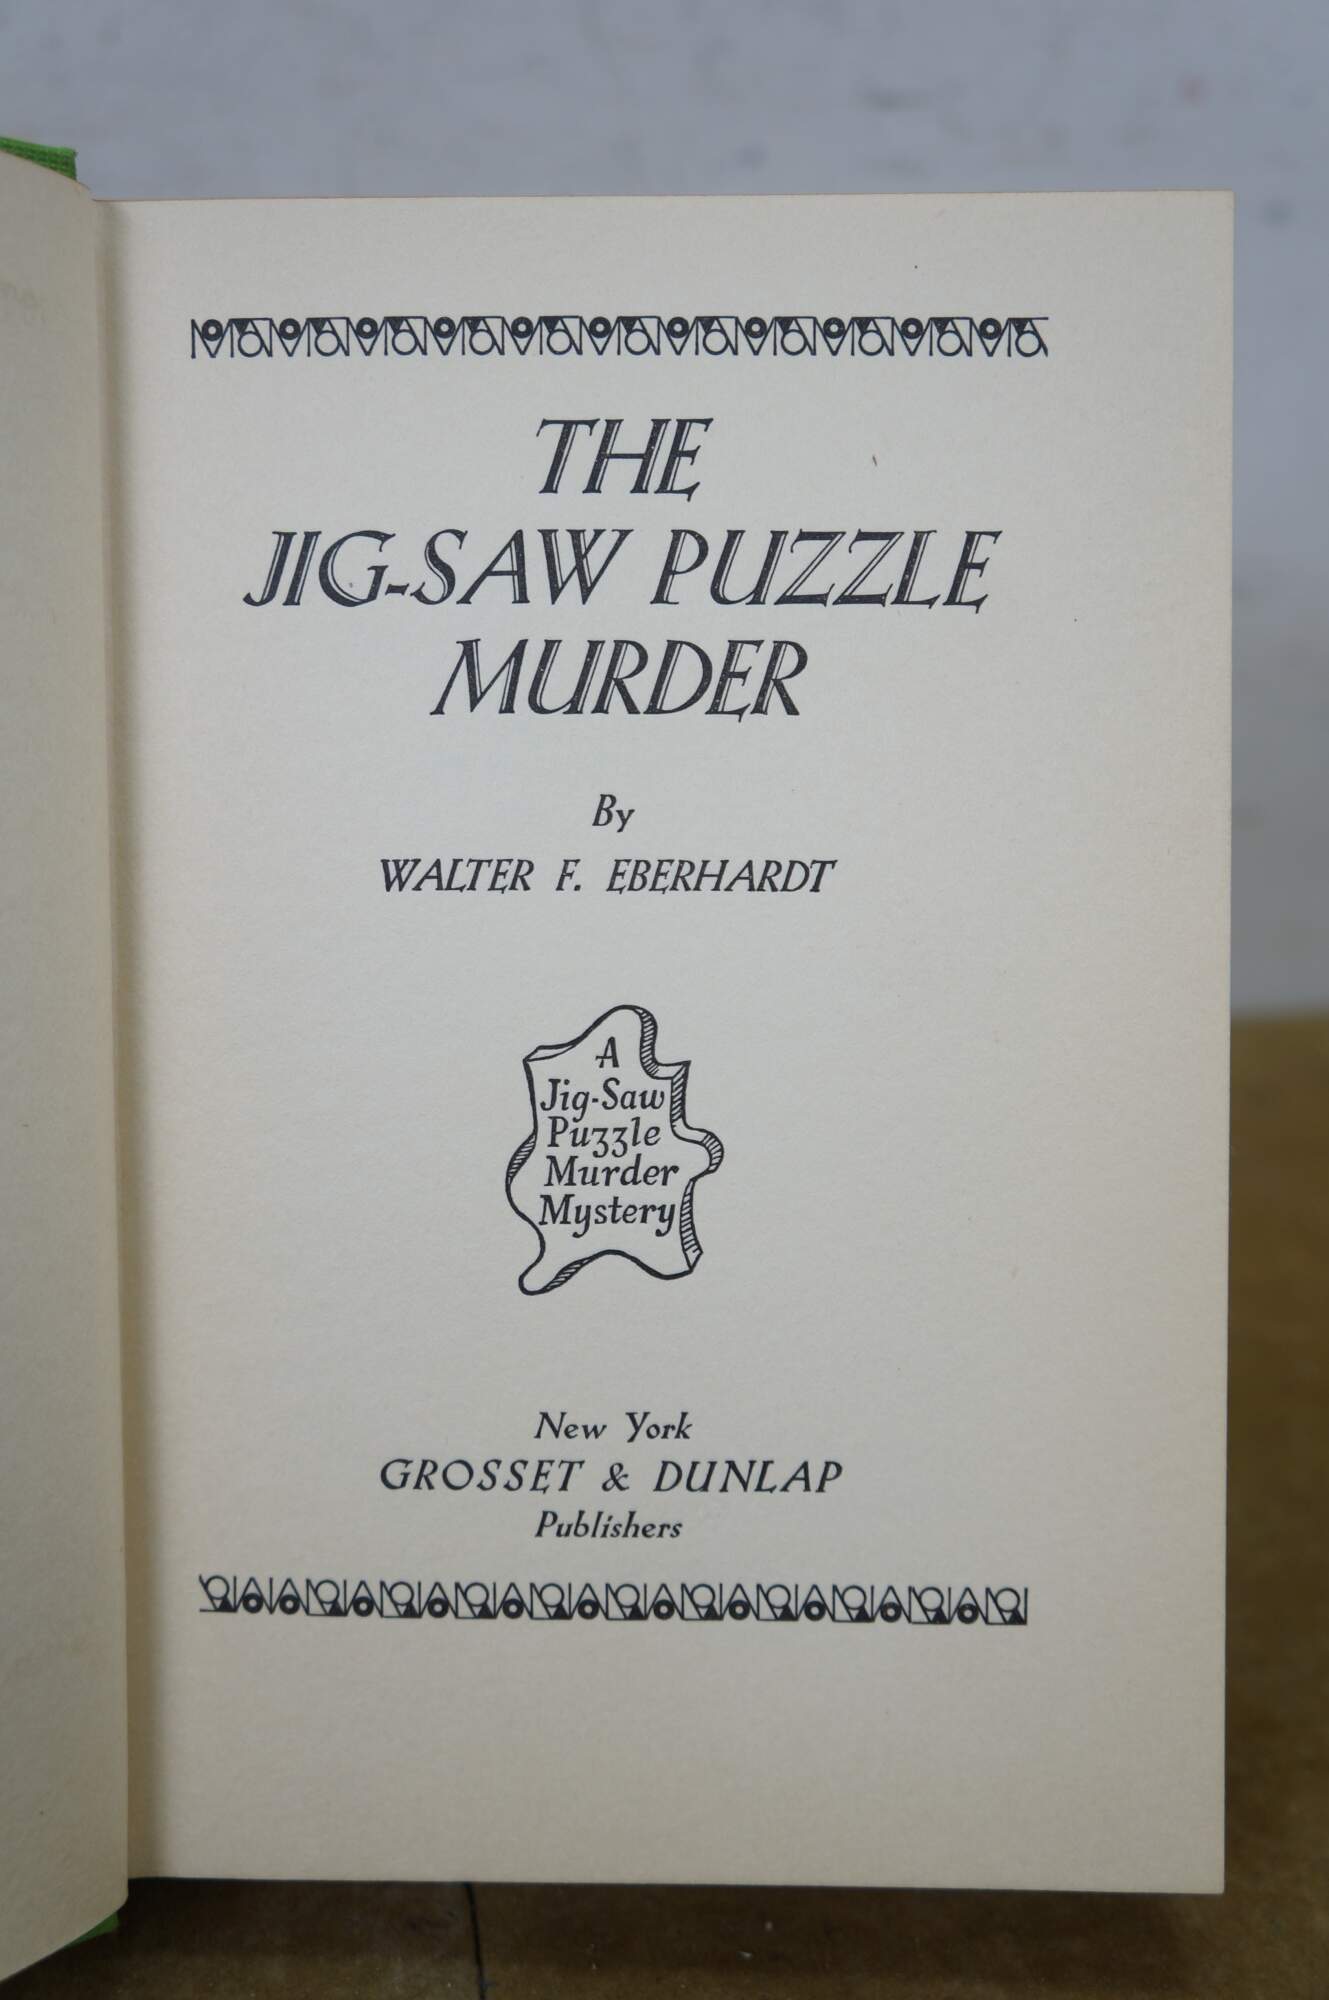 THE
JIG-SAW PUZZLE
MURDER
By
WALTER F. EBERHARDT
A
Jig-Saw
Puzzle
Murder
Mystery
New York
GROSSET & DUNLAP
Publishers